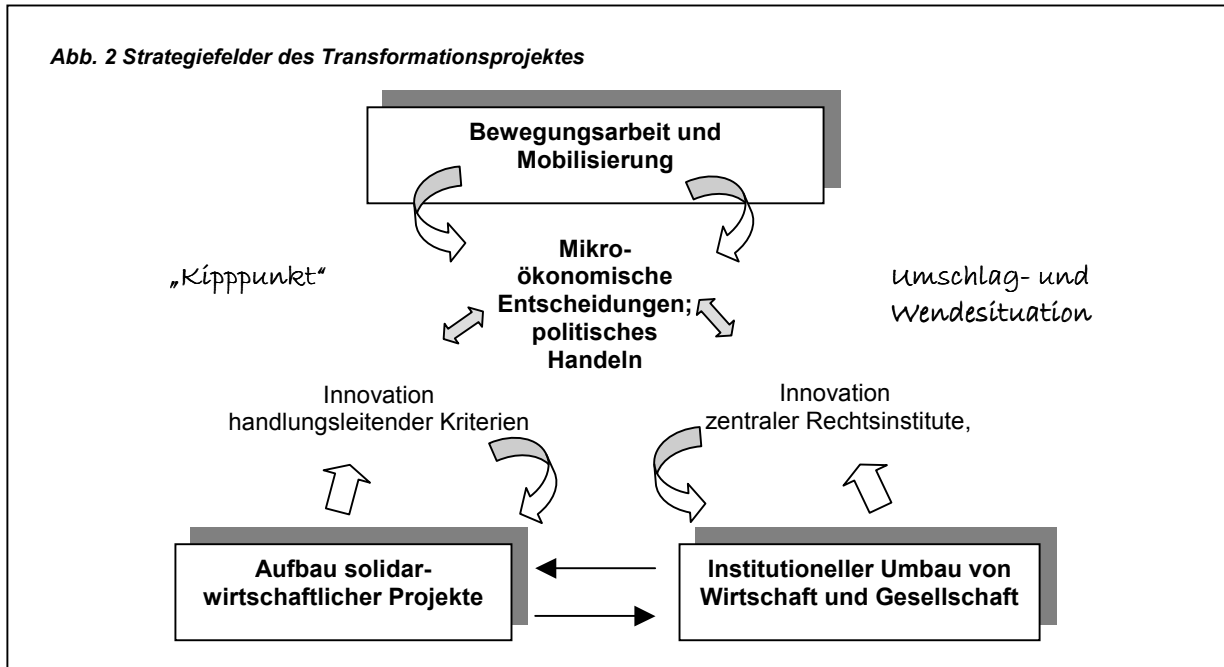 Abb. 2 Strategiefelder des Transformationsprojektes
Bewegungsarbeit und
Mobilisierung
Mikro-
ökonomische
Entscheidungen;
politisches
Handeln
„Kipppunkt“
Umschlag- und
Wendesituation
Innovation
handlungsleitender Kriterien
Innovation
zentraler Rechtsinstitute,
Aufbau solidar-
wirtschaftlicher Projekte
Institutioneller Umbau von
Wirtschaft und Gesellschaft